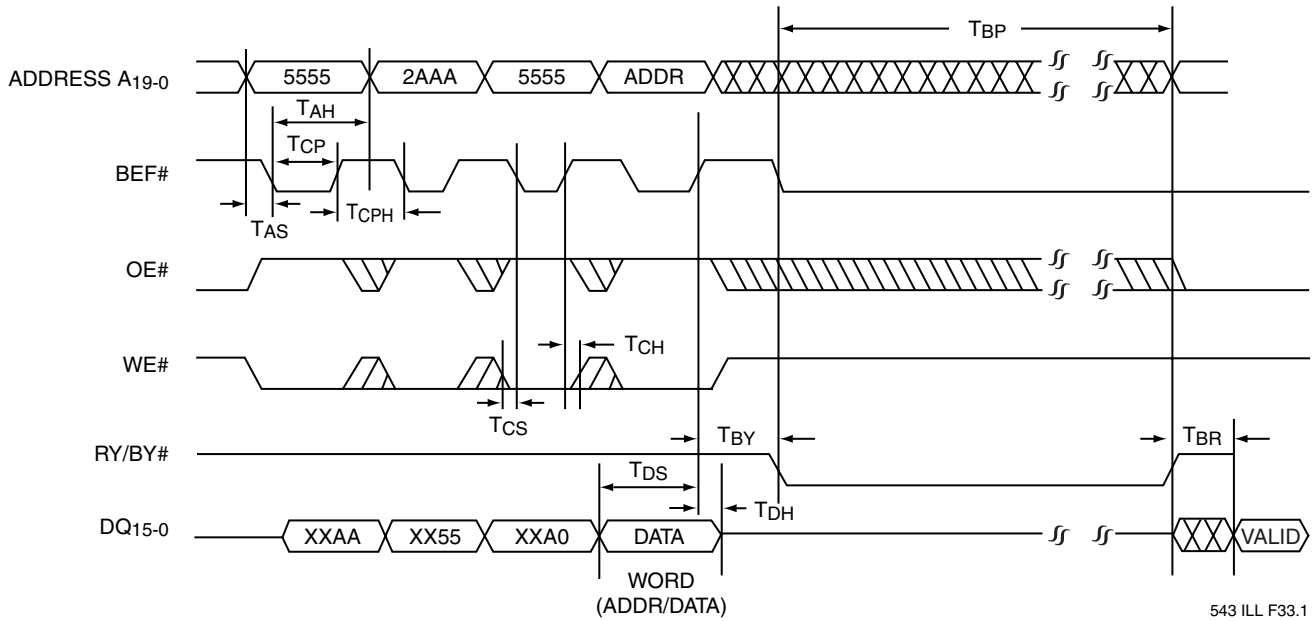 TBP
ADDRESS A19-0
5555
2AAA
5555
ADDR
TAH
TCP
BEF#
TAS
TCPH
OE#
WE#
TCH
TCS
RY/BY#
TBY
TBR
TDS
TDH
DQ15-0
XXAA
XX55
XXA0
DATA
VALID
WORD
(ADDR/DATA)
543 ILL F33.1